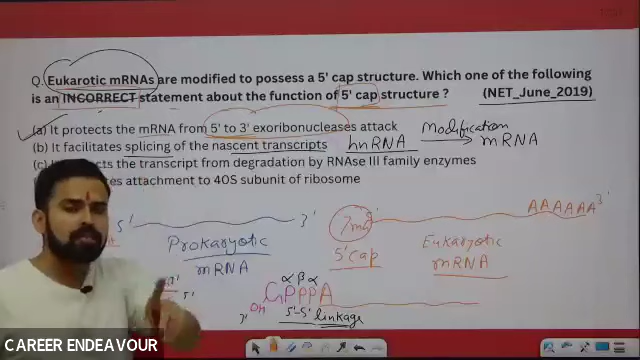 Q. Eukarotic mRNAs are modified to possess a 5' cap structure. Which one of the following
is an INCORRECT statement about the function of 5' cap structure ? (NET_June_2019)
(a) It protects the mRNA from 5' to 3' exoribonucleases attack
(b) It facilitates splicing of the nascent transcripts hnRNA Modification mRNA
the transcript from degradation by RNAse III family enzymes
attachment to 40S subunit of ribosome
5' 3' 7mG AAAAAA 3'
Prokaryotic
mRNA
5' Cap
Eukaryotic
mRNA
α β α
GPPPA
3' OH
5'-5' linkage
5'
CAREER ENDEAVOUR